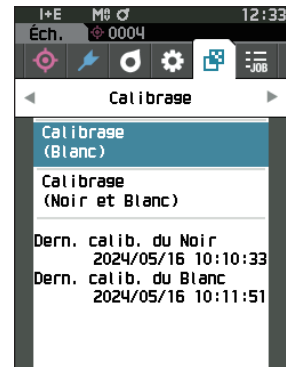 I+E M0 12:33
Éch. 0004
-JOB
Calibrage
Calibrage
(Blanc)
Calibrage
(Noir et Blanc)
Dern. calib. du Noir
2024/05/16 10:10:33
Dern. calib. du Blanc
2024/05/16 10:11:51